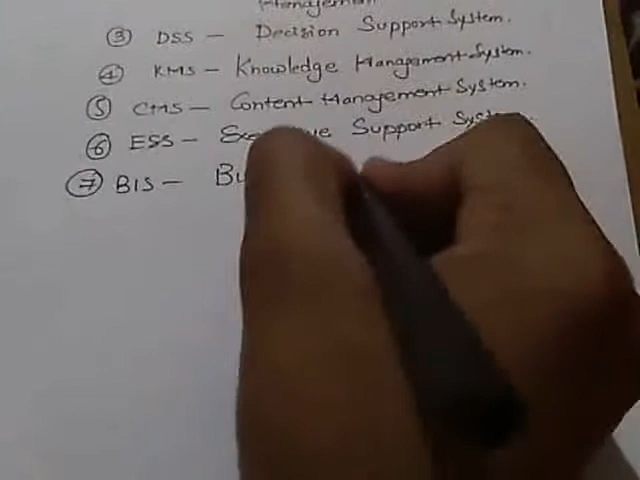 Management
③ DSS – Decision Support System.
④ KMS – Knowledge Management System.
⑤ CMS – Content Management System.
⑥ ESS – Support
⑦ BIS –